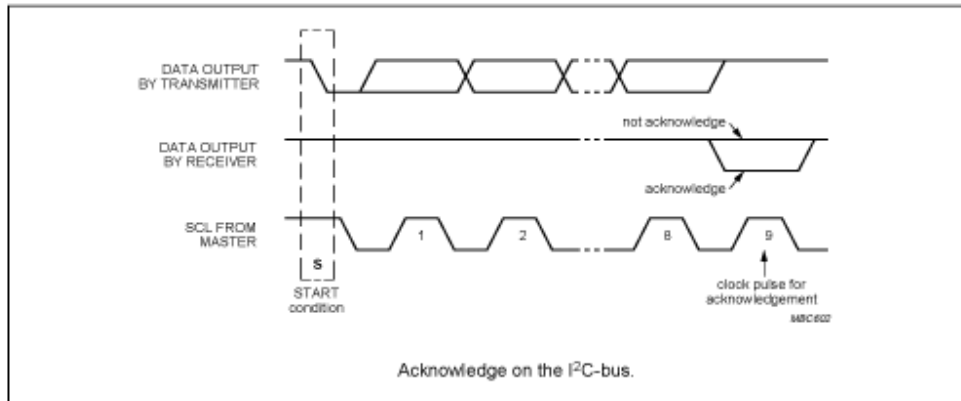 DATA OUTPUT
BY TRANSMITTER
not acknowledge
DATA OUTPUT
BY RECEIVER
acknowledge
SCL FROM
MASTER
1
2
8
9
S
START
condition
clock pulse for
acknowledgement
MBC602
Acknowledge on the I²C-bus.